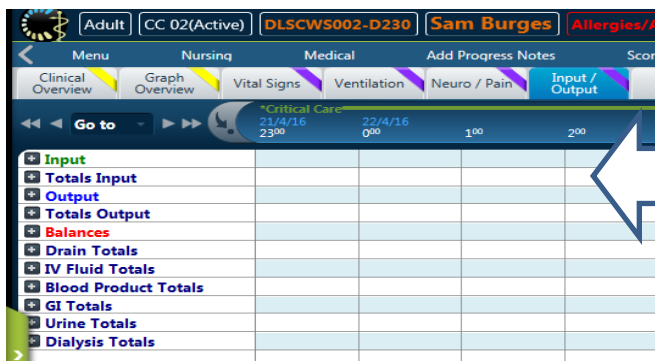 Adult CC 02(Active) DLSCWS002-D230 Sam Burges Allergies/A
Menu Nursing Medical Add Progress Notes Scor
Clinical Overview Graph Overview Vital Signs Ventilation Neuro / Pain Input / Output
Go to
*Critical Care
21/4/16 22/4/16
23⁰⁰ 0⁰⁰ 1⁰⁰ 2⁰⁰
Input
Totals Input
Output
Totals Output
Balances
Drain Totals
IV Fluid Totals
Blood Product Totals
GI Totals
Urine Totals
Dialysis Totals